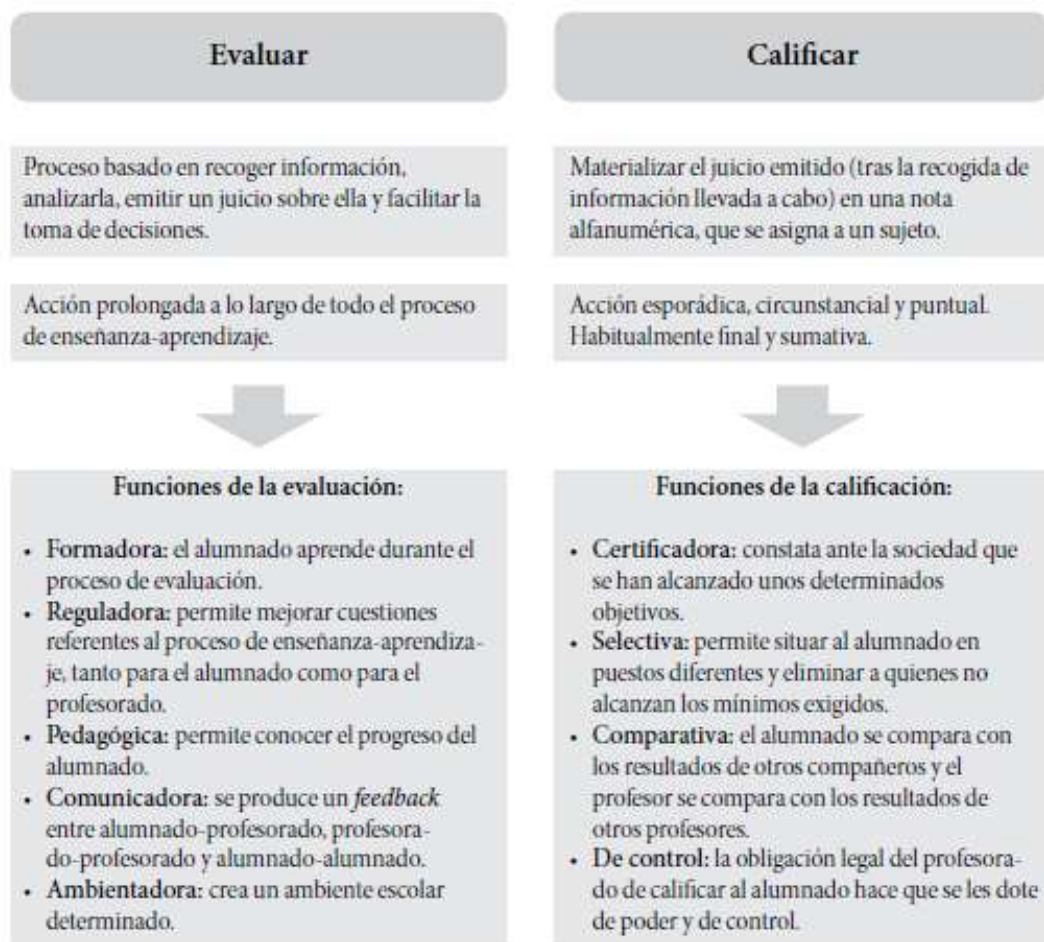 Evaluar
Proceso basado en recoger información,
analizarla, emitir un juicio sobre ella y facilitar la
toma de decisiones.
Acción prolongada a lo largo de todo el proceso
de enseñanza-aprendizaje.
Funciones de la evaluación:
• Formadora: el alumnado aprende durante el
proceso de evaluación.
• Reguladora: permite mejorar cuestiones
referentes al proceso de enseñanza-aprendiza-
je, tanto para el alumnado como para el
profesorado.
• Pedagógica: permite conocer el progreso del
alumnado.
• Comunicadora: se produce un feedback
entre alumnado-profesorado, profesora-
do-profesorado y alumnado-alumnado.
• Ambientadora: crea un ambiente escolar
determinado.
Calificar
Materializar el juicio emitido (tras la recogida de
información llevada a cabo) en una nota
alfanumérica, que se asigna a un sujeto.
Acción esporádica, circunstancial y puntual.
Habitualmente final y sumativa.
Funciones de la calificación:
• Certificadora: constata ante la sociedad que
se han alcanzado unos determinados
objetivos.
• Selectiva: permite situar al alumnado en
puestos diferentes y eliminar a quienes no
alcanzan los mínimos exigidos.
• Comparativa: el alumnado se compara con
los resultados de otros compañeros y el
profesor se compara con los resultados de
otros profesores.
• De control: la obligación legal del profesora-
do de calificar al alumnado hace que se les dote
de poder y de control.